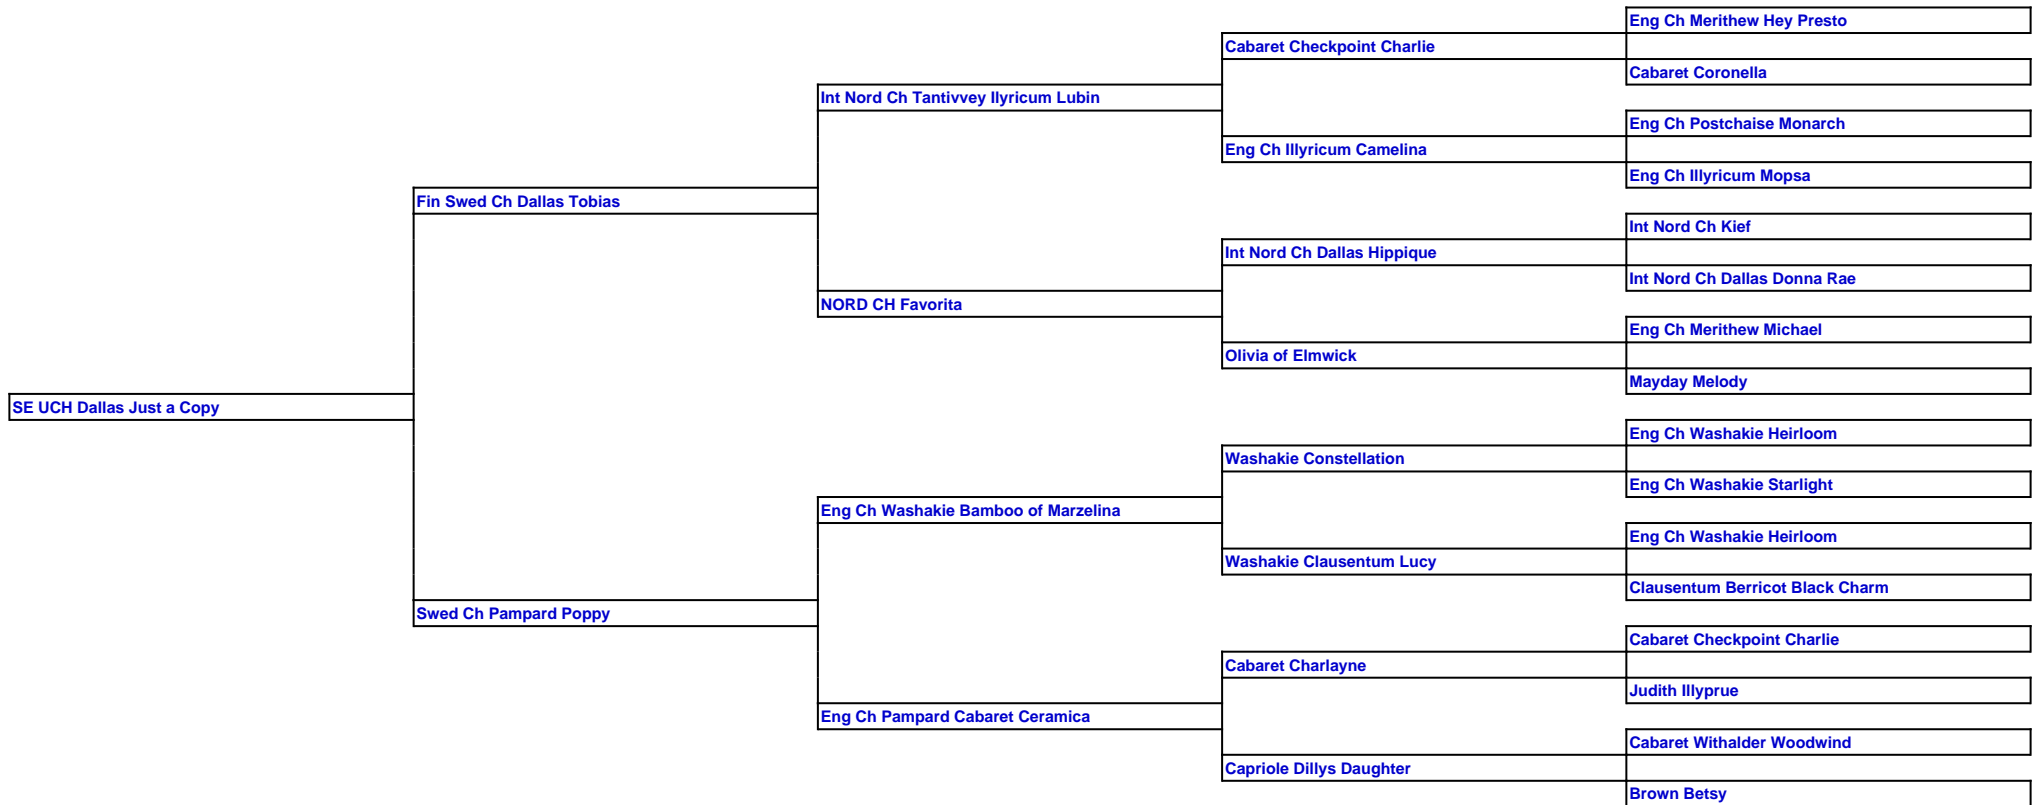 Eng Ch Merithew Hey Presto
Cabaret Checkpoint Charlie
Cabaret Coronella
Int Nord Ch Tantivvey Ilyricum Lubin
Eng Ch Postchaise Monarch
Eng Ch Illyricum Camelina
Eng Ch Illyricum Mopsa
Fin Swed Ch Dallas Tobias
Int Nord Ch Kief
Int Nord Ch Dallas Hippique
Int Nord Ch Dallas Donna Rae
NORD CH Favorita
Eng Ch Merithew Michael
Olivia of Elmwick
Mayday Melody
SE UCH Dallas Just a Copy
Eng Ch Washakie Heirloom
Washakie Constellation
Eng Ch Washakie Starlight
Eng Ch Washakie Bamboo of Marzelina
Eng Ch Washakie Heirloom
Washakie Clausentum Lucy
Clausentum Berricot Black Charm
Swed Ch Pampard Poppy
Cabaret Checkpoint Charlie
Cabaret Charlayne
Judith Illyprue
Eng Ch Pampard Cabaret Ceramica
Cabaret Withalder Woodwind
Capriole Dillys Daughter
Brown Betsy